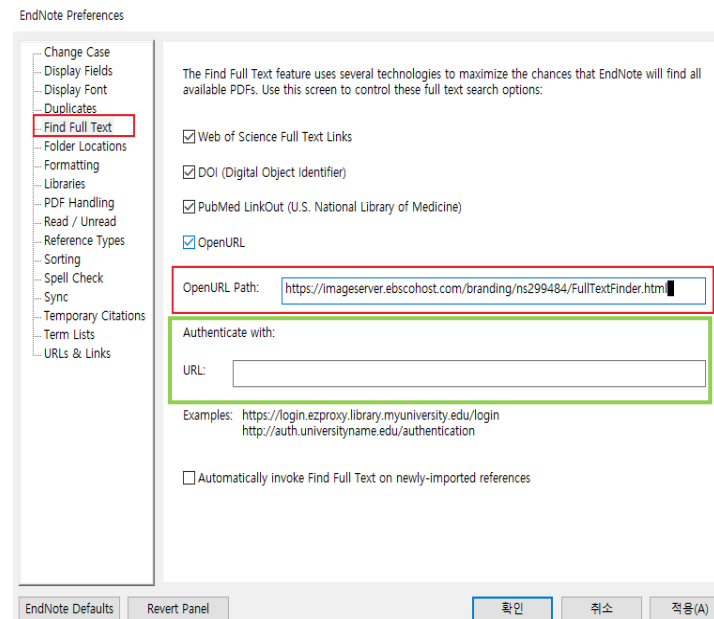 EndNote Preferences
Change Case
Display Fields
Display Font
Duplicates
Find Full Text
Folder Locations
Formatting
Libraries
PDF Handling
Read / Unread
Reference Types
Sorting
Spell Check
Sync
Temporary Citations
Term Lists
URLs & Links
The Find Full Text feature uses several technologies to maximize the chances that EndNote will find all
available PDFs. Use this screen to control these full text search options:
Web of Science Full Text Links
DOI (Digital Object Identifier)
PubMed LinkOut (U.S. National Library of Medicine)
OpenURL
OpenURL Path: https://imageserver.ebscohost.com/branding/ns299484/FullTextFinder.html
Authenticate with:
URL:
Examples: https://login.ezproxy.library.myuniversity.edu/login
http://auth.universityname.edu/authentication
Automatically invoke Find Full Text on newly-imported references
EndNote Defaults Revert Panel 확인 취소 적용(A)